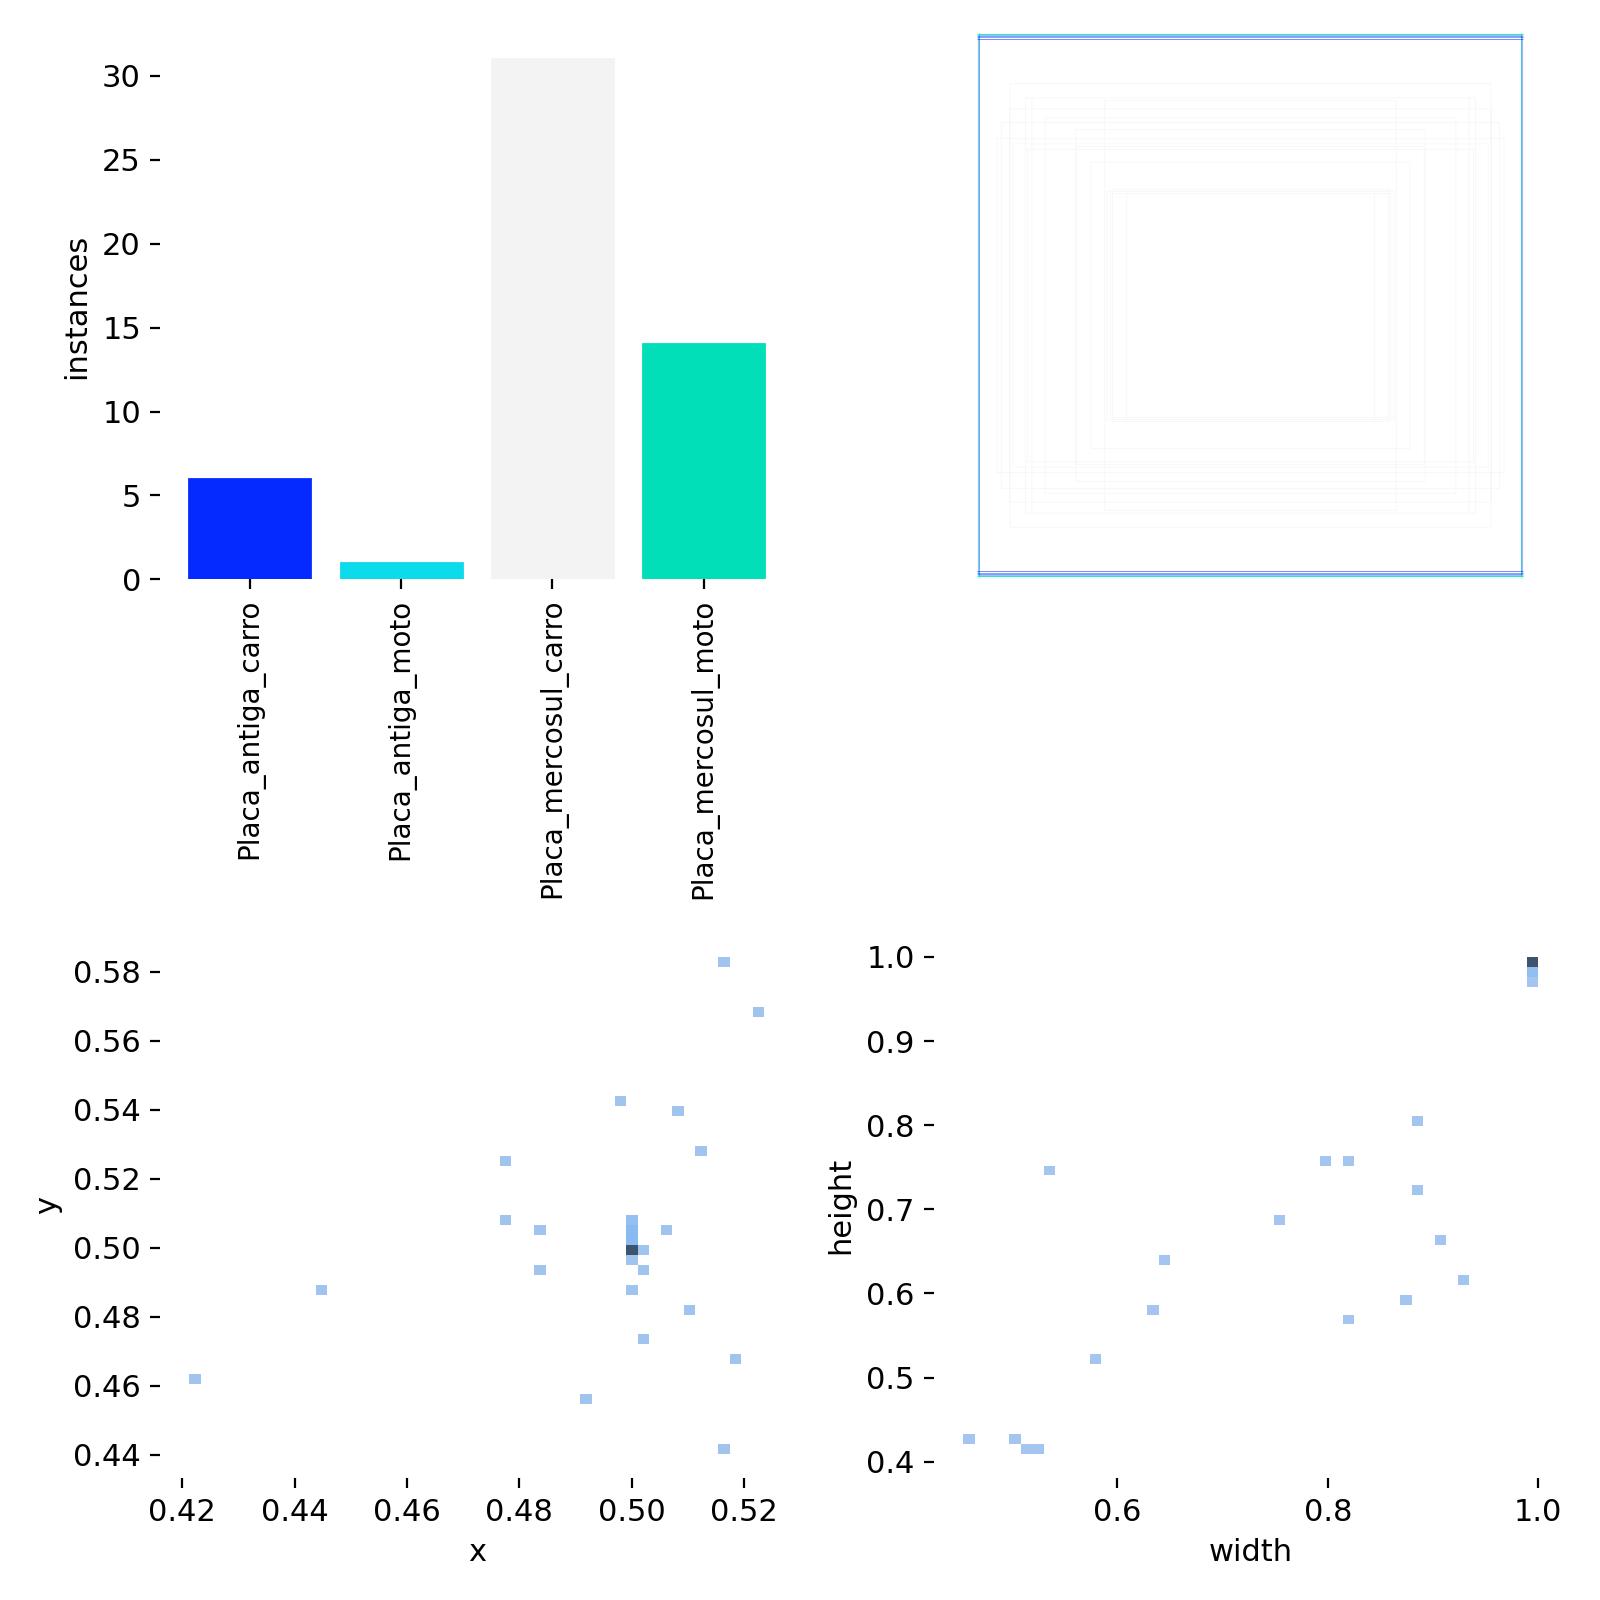 instances
30
25
20
15
10
5
0
Placa_antiga_carro
Placa_antiga_moto
Placa_mercosul_carro
Placa_mercosul_moto
y
0.58
0.56
0.54
0.52
0.50
0.48
0.46
0.44
0.42 0.44 0.46 0.48 0.50 0.52
x
height
1.0
0.9
0.8
0.7
0.6
0.5
0.4
0.6 0.8 1.0
width